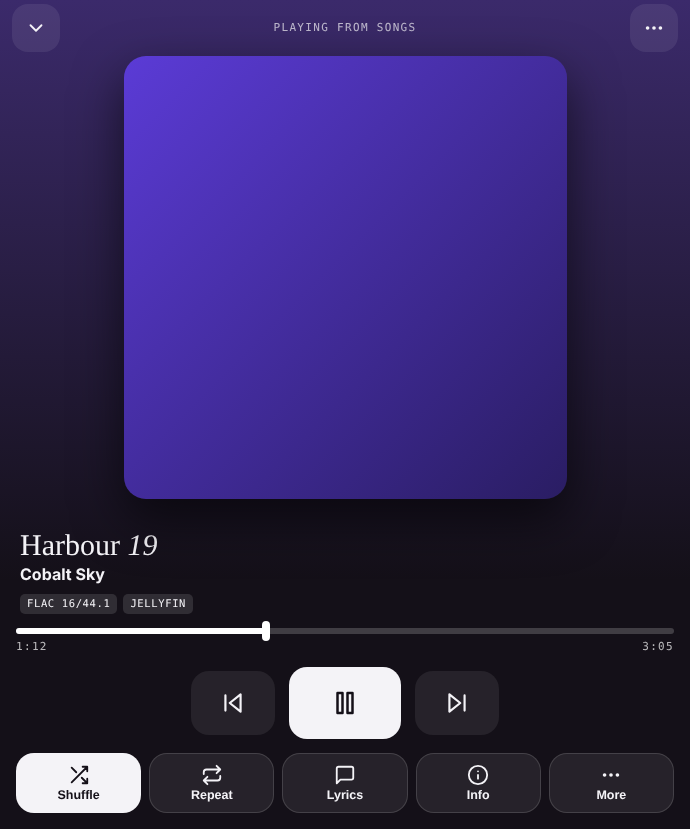 PLAYING FROM SONGS
Harbour 19
Cobalt Sky
FLAC 16/44.1 JELLYFIN
1:12 3:05
Shuffle Repeat Lyrics Info More